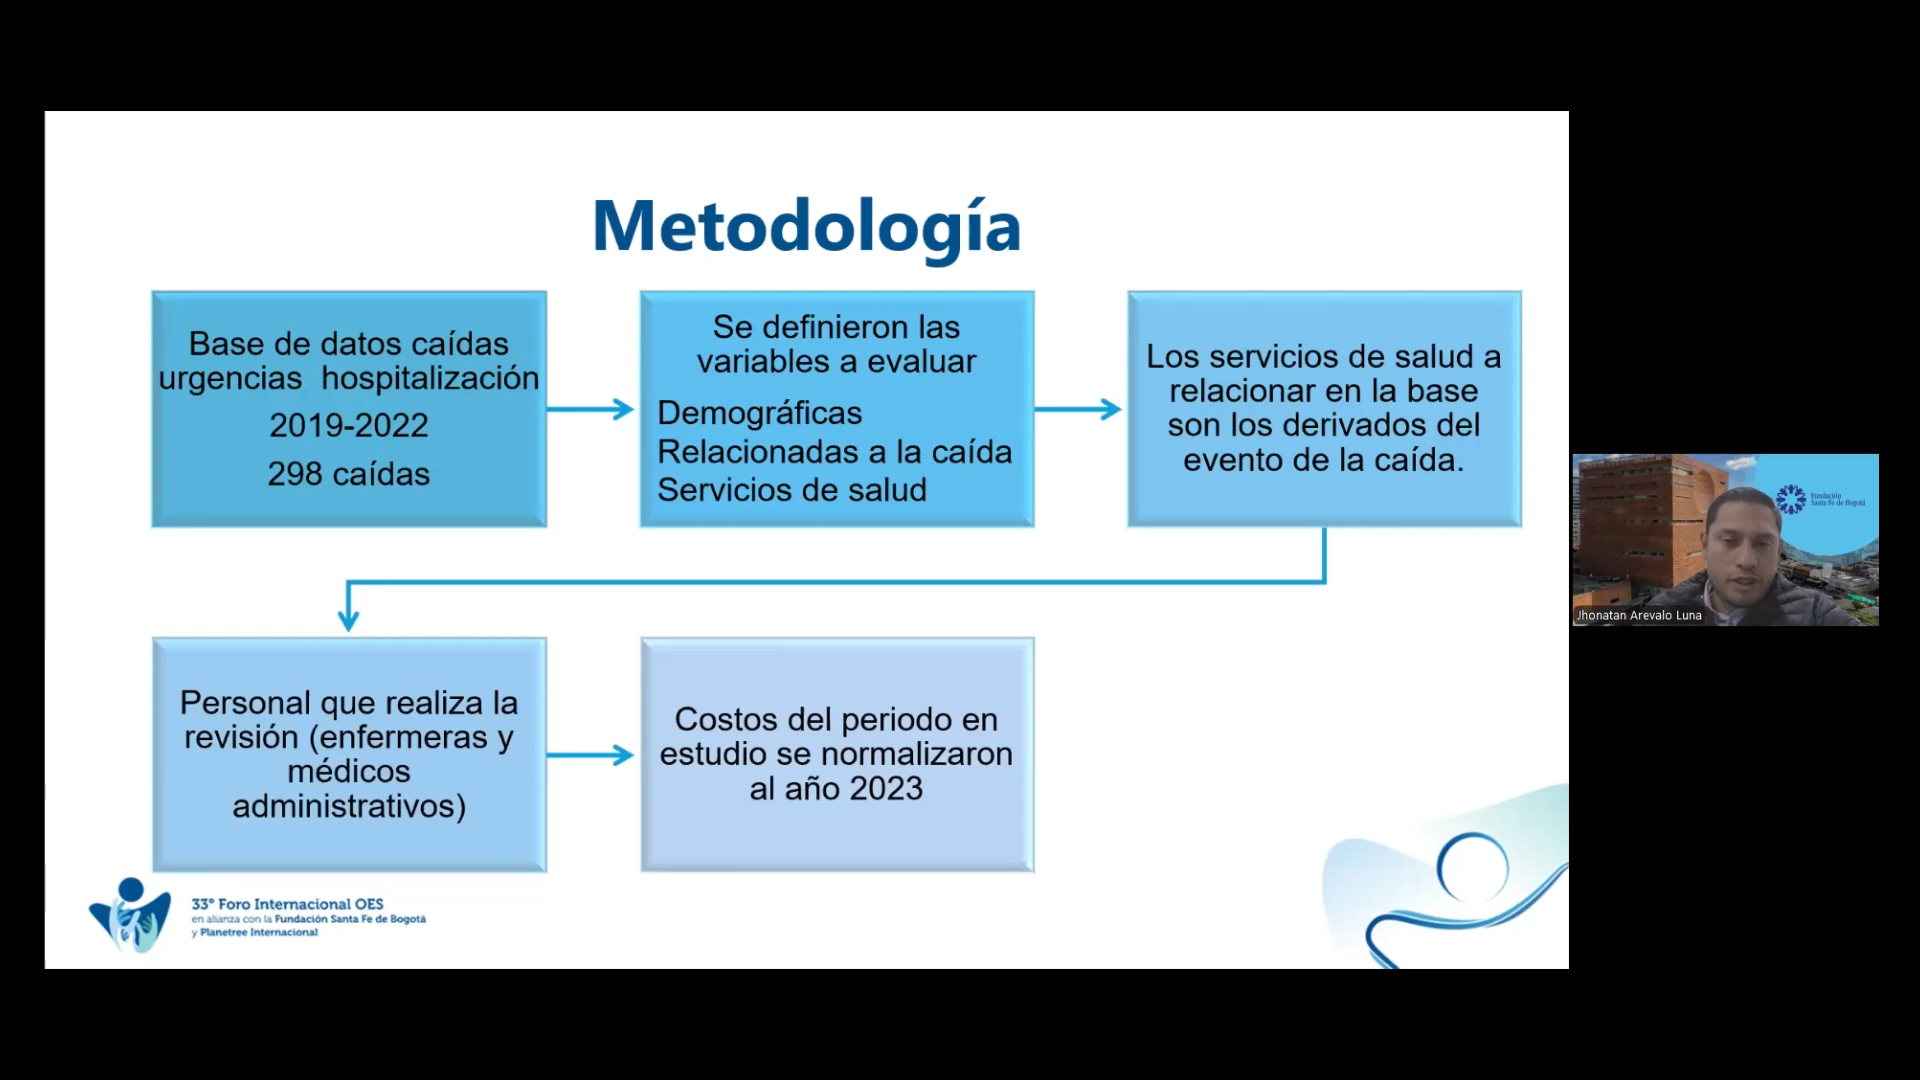 Metodología
Base de datos caídas
urgencias hospitalización
2019-2022
298 caídas
Se definieron las
variables a evaluar
Demográficas
Relacionadas a la caída
Servicios de salud
Los servicios de salud a
relacionar en la base
son los derivados del
evento de la caída.
Personal que realiza la
revisión (enfermeras y
médicos
administrativos)
Costos del periodo en
estudio se normalizaron
al año 2023
33° Foro Internacional OES
en alianza con la Fundación Santa Fe de Bogotá
y Planetree Internacional
Fundación
Santa Fe de Bogotá
Jhonatan Arevalo Luna